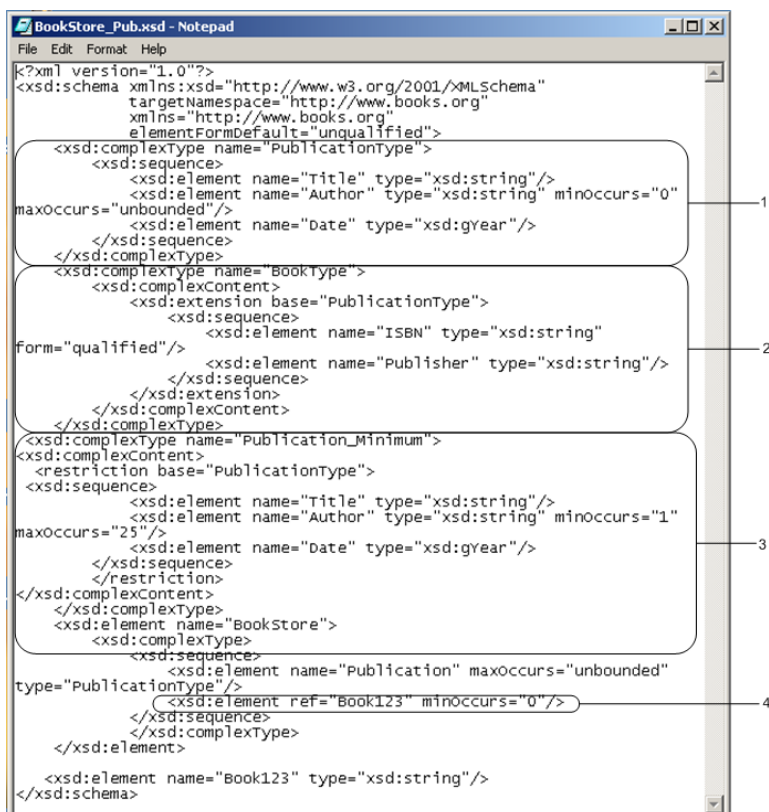 BookStore_Pub.xsd - Notepad
File Edit Format Help
<?xml version="1.0"?>
<xsd:schema xmlns:xsd="http://www.w3.org/2001/XMLSchema"
targetNamespace="http://www.books.org"
xmlns="http://www.books.org"
elementFormDefault="unqualified">
<xsd:complexType name="PublicationType">
<xsd:sequence>
<xsd:element name="Title" type="xsd:string"/>
<xsd:element name="Author" type="xsd:string" minOccurs="0"
maxOccurs="unbounded"/>
1
<xsd:element name="Date" type="xsd:gYear"/>
</xsd:sequence>
</xsd:complexType>
<xsd:complexType name="BookType">
<xsd:complexContent>
<xsd:extension base="PublicationType">
<xsd:sequence>
<xsd:element name="ISBN" type="xsd:string"
form="qualified"/>
2
<xsd:element name="Publisher" type="xsd:string"/>
</xsd:sequence>
</xsd:extension>
</xsd:complexContent>
</xsd:complexType>
<xsd:complexType name="Publication_Minimum">
<xsd:complexContent>
<restriction base="PublicationType">
<xsd:sequence>
<xsd:element name="Title" type="xsd:string"/>
<xsd:element name="Author" type="xsd:string" minOccurs="1"
maxOccurs="25"/>
<xsd:element name="Date" type="xsd:gYear"/>
3
</xsd:sequence>
</restriction>
</xsd:complexContent>
</xsd:complexType>
<xsd:element name="BookStore">
<xsd:complexType>
<xsd:sequence>
<xsd:element name="Publication" maxOccurs="unbounded"
type="PublicationType"/>
<xsd:element ref="Book123" minOccurs="0"/>
4
</xsd:sequence>
</xsd:complexType>
</xsd:element>
<xsd:element name="Book123" type="xsd:string"/>
</xsd:schema>